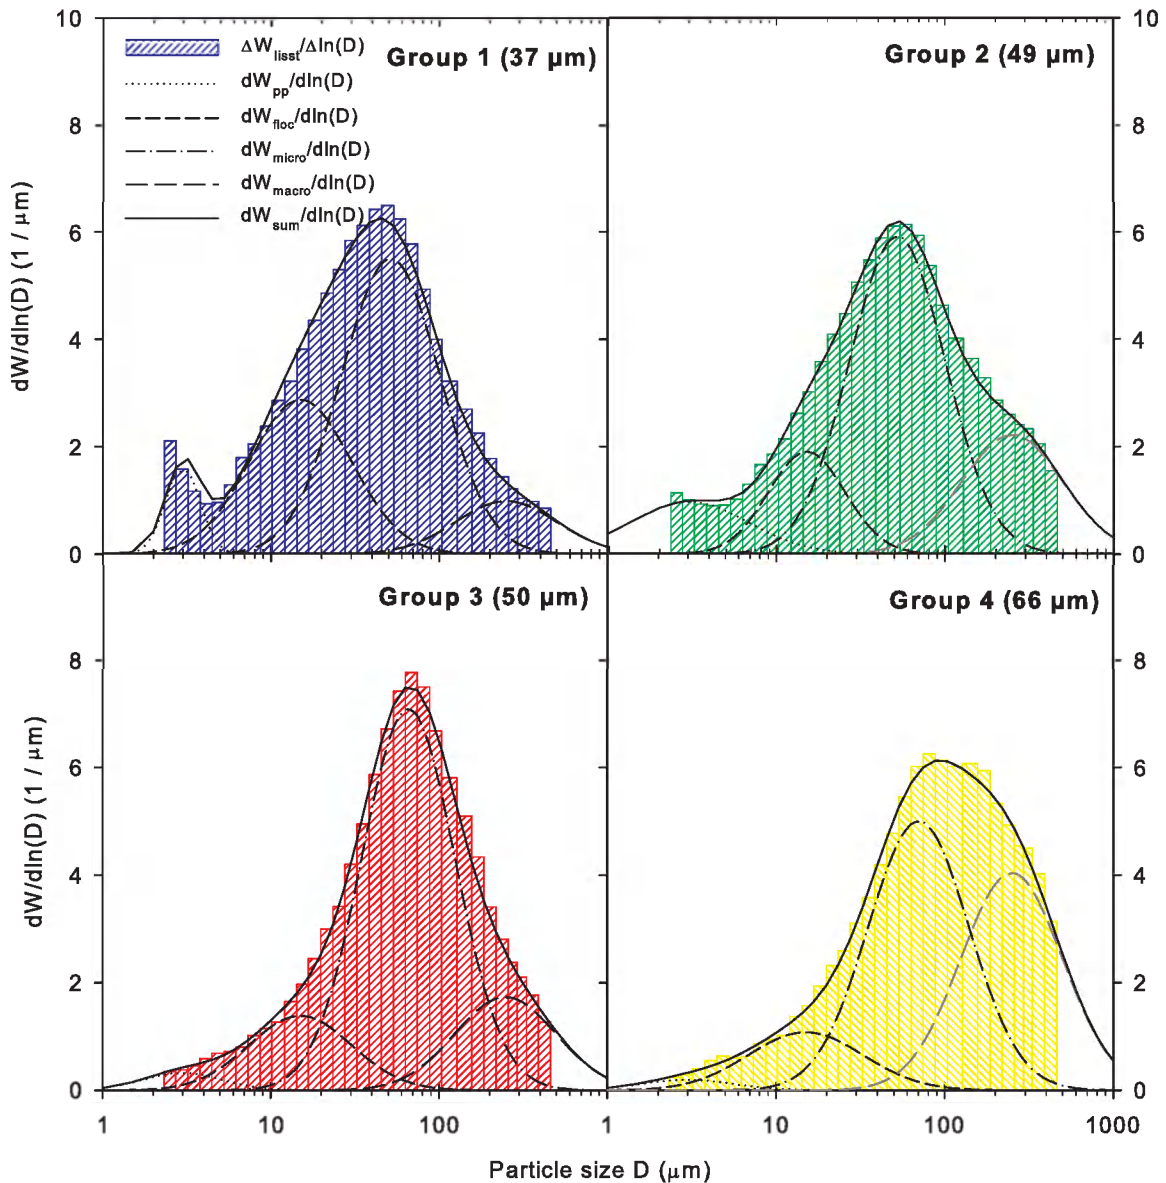 10
8
6
4
2
0
dW/dln(D) (1 / μm)
ΔW_lisst/Δln(D)
dW_pp/dln(D)
dW_floc/dln(D)
dW_micro/dln(D)
dW_macro/dln(D)
dW_sum/dln(D)
Group 1 (37 μm)
Group 2 (49 μm)
10
8
6
4
2
0
8
6
4
2
0
dW/dln(D) (1 / μm)
Group 3 (50 μm)
Group 4 (66 μm)
8
6
4
2
0
1 10 100 1 10 100 1000
Particle size D (μm)